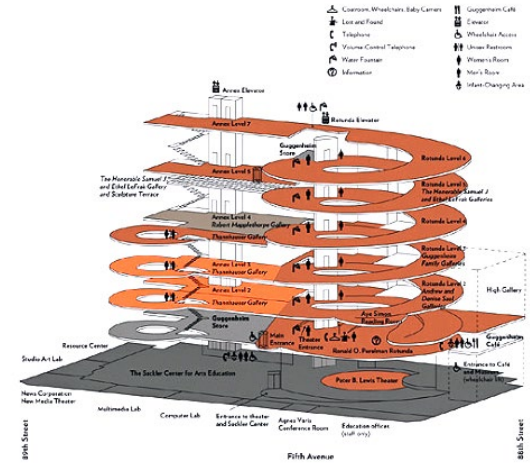 Coatroom, Wheelchairs, Baby Carriers
Lost and Found
Telephone
Volume Control Telephone
Water Fountain
Information
Guggenheim Café
Elevator
Wheelchair Access
Unisex Restroom
Women's Room
Men's Room
Infant-Changing Area
Annex Elevator
Rotunda Elevator
Annex Level 7
Guggenheim
Store
Rotunda Level 6
Annex Level 5
The Honorable Samuel J
and Ethel LeFrak Gallery
and Sculpture Terrace
Rotunda Level 5
The Honorable Samuel J
and Ethel LeFrak Galleries
Annex Level 4
Robert Mapplethorpe Gallery
Rotunda Level 4
Thannhauser Gallery
Rotunda Level 3
Guggenheim
Family Galleries
Annex Level 3
Thannhauser Gallery
Rotunda Level 2
Andrew and
Denise Saul
Galleries
High Gallery
Annex Level 2
Thannhauser Gallery
Aye Simon
Reading Room
Guggenheim
Store
Main
Entrance
Theater
Entrance
Ronald O. Perelman Rotunda
Guggenheim
Café
Resource Center
Studio Art Lab
The Sackler Center for Arts Education
Peter B. Lewis Theater
Entrance to Café
and Museum
(wheelchair lift)
News Corporation
New Media Theater
Multimedia Lab
Computer Lab
Entrance to theater
and Sackler Center
Agnes Varis
Conference Room
Education offices
(staff only)
89th Street
Fifth Avenue
88th Street